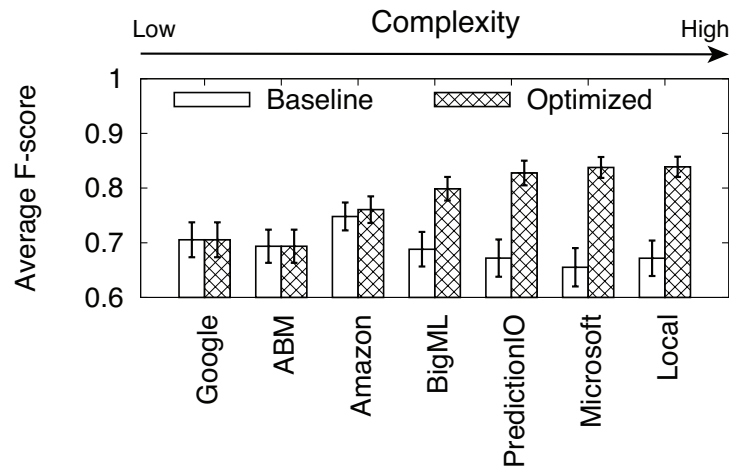 Complexity
Low
High
1
0.9
0.8
0.7
0.6
Average F-score
Baseline
Optimized
Google
ABM
Amazon
BigML
PredictionIO
Microsoft
Local